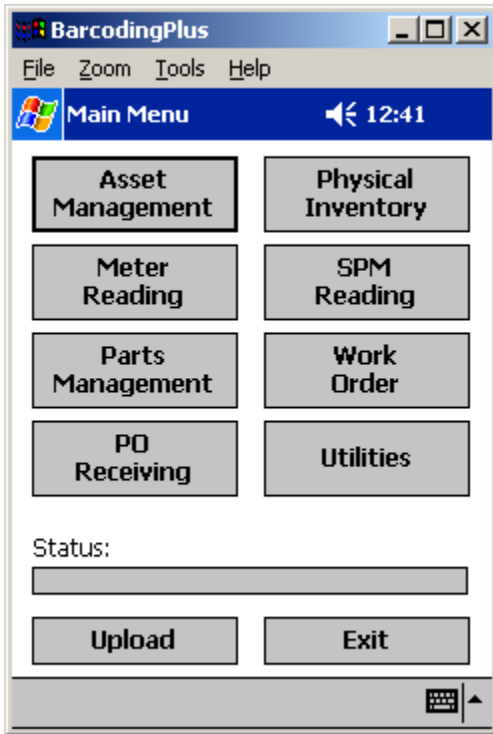 BarcodingPlus
File Zoom Tools Help
Main Menu 12:41
Asset
Management
Physical
Inventory
Meter
Reading
SPM
Reading
Parts
Management
Work
Order
PO
Receiving
Utilities
Status:
Upload
Exit